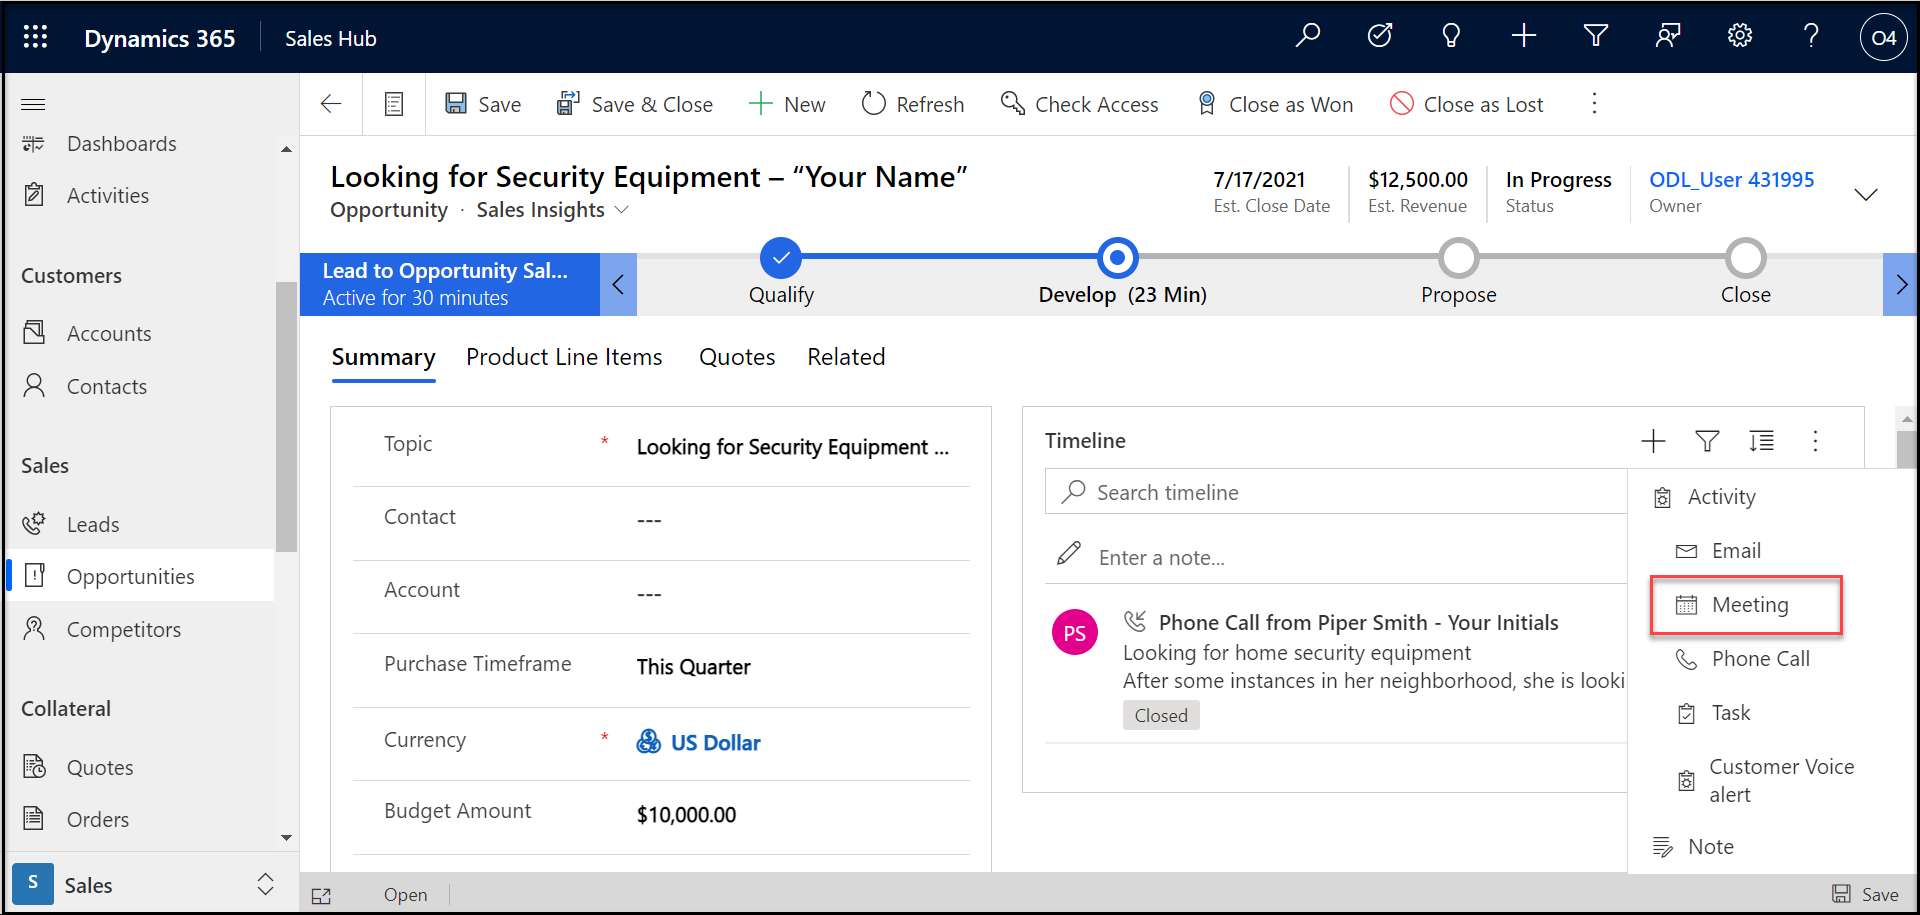 Dynamics 365 Sales Hub O4
Save Save & Close New Refresh Check Access Close as Won Close as Lost
Dashboards
Activities
Customers
Accounts
Contacts
Sales
Leads
Opportunities
Competitors
Collateral
Quotes
Orders
S Sales
Looking for Security Equipment – “Your Name”
Opportunity · Sales Insights
7/17/2021 $12,500.00 In Progress ODL_User 431995
Est. Close Date Est. Revenue Status Owner
Lead to Opportunity Sal...
Active for 30 minutes
Qualify Develop (23 Min) Propose Close
Summary Product Line Items Quotes Related
Topic * Looking for Security Equipment ...
Contact ---
Account ---
Purchase Timeframe This Quarter
Currency * US Dollar
Budget Amount $10,000.00
Timeline
Search timeline
Enter a note...
PS Phone Call from Piper Smith - Your Initials
Looking for home security equipment
After some instances in her neighborhood, she is looki
Closed
Activity
Email
Meeting
Phone Call
Task
Customer Voice
alert
Note
Open Save